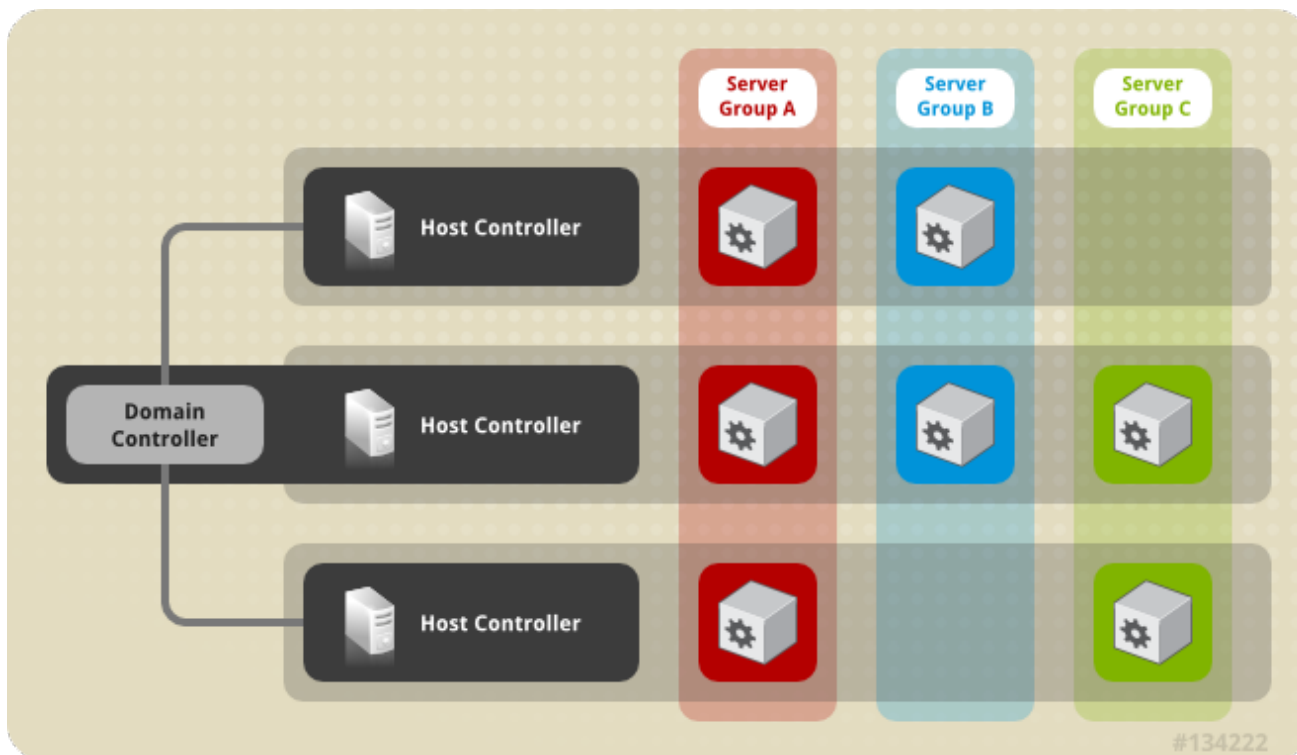 Server
Group A
Server
Group B
Server
Group C
Host Controller
Domain
Controller
Host Controller
Host Controller
#134222